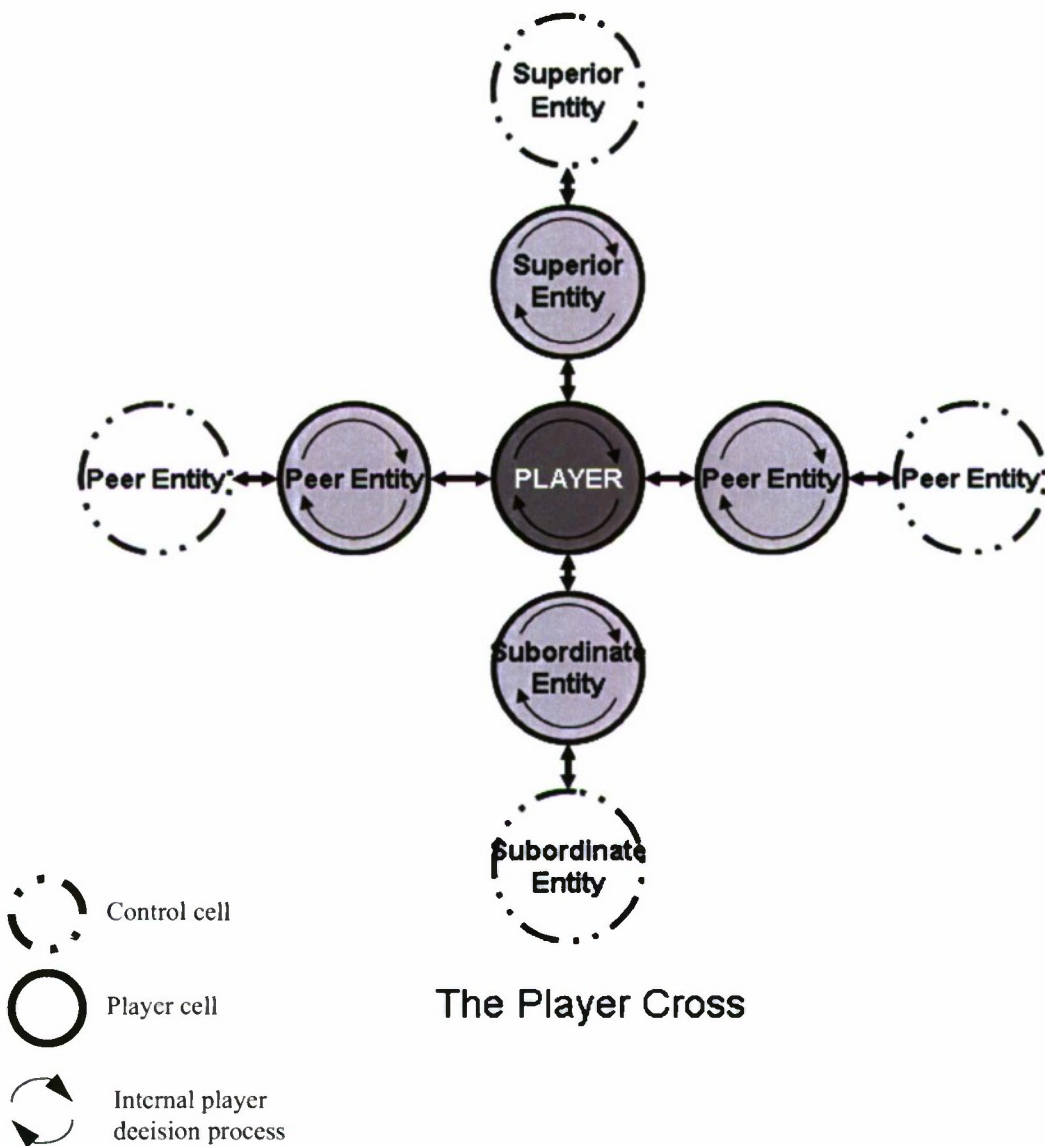 Superior
Entity
Superior
Entity
Peer Entity
Peer Entity
PLAYER
Peer Entity
Peer Entity
Subordinate
Entity
Subordinate
Entity
Control cell
Player cell
The Player Cross
Internal player
decision process